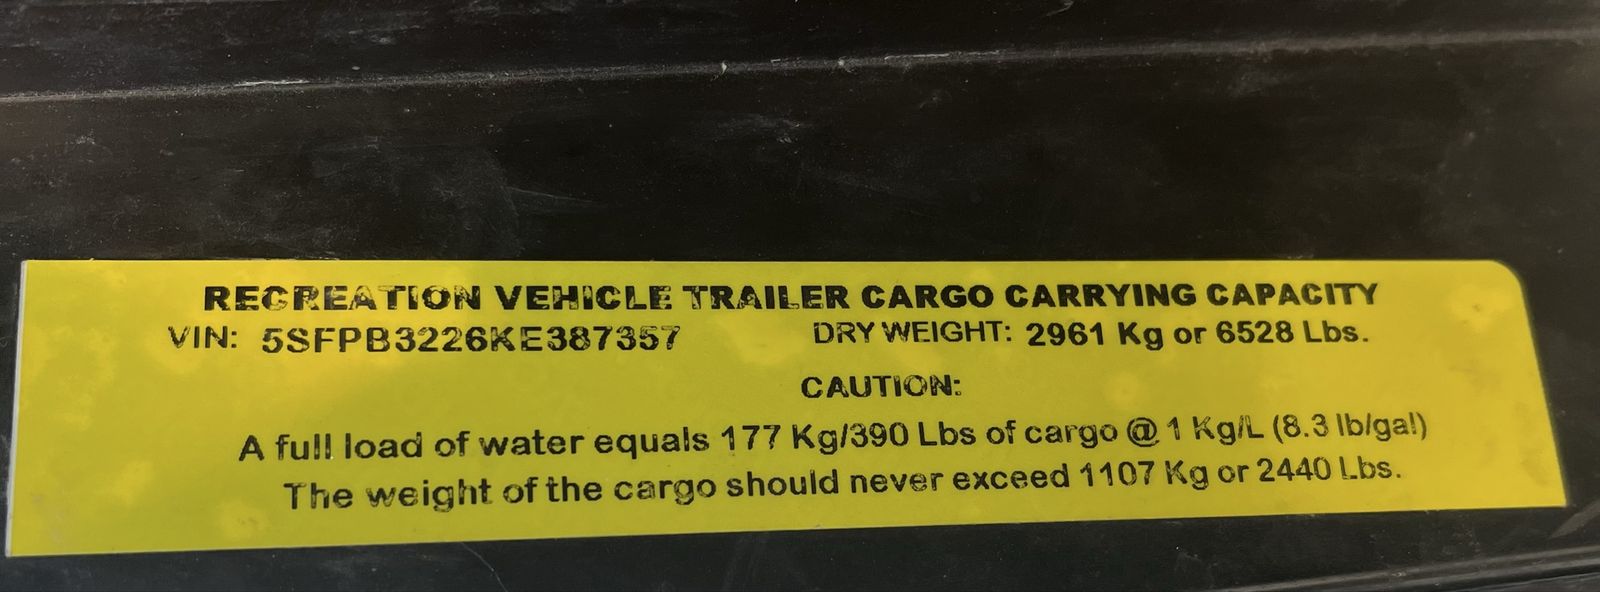 RECREATION VEHICLE TRAILER CARGO CARRYING CAPACITY
VIN: 5SFPB3226KE387357 DRY WEIGHT: 2961 Kg or 6528 Lbs.
CAUTION:
A full load of water equals 177 Kg/390 Lbs of cargo @ 1 Kg/L (8.3 lb/gal)
The weight of the cargo should never exceed 1107 Kg or 2440 Lbs.